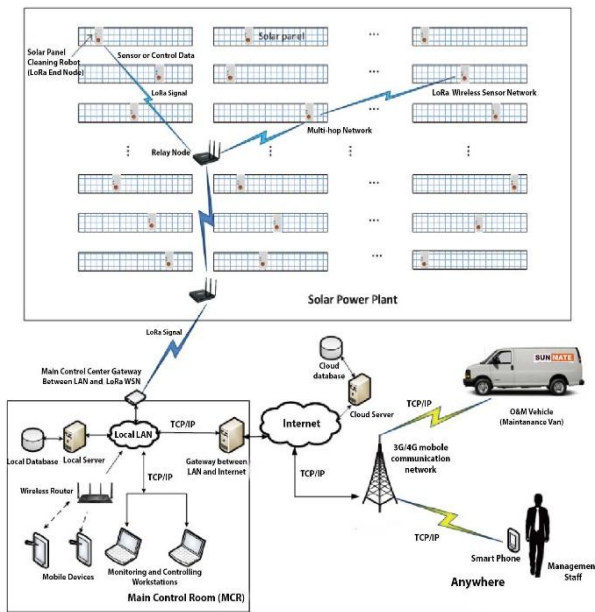 Solar Panel
Cleaning Robot
(LoRa End Node)
Solar panel
Sensor or Control Data
LoRa Signal
LoRa Wireless Sensor Network
Multi-hop Network
Relay Node
Solar Power Plant
LoRa Signal
Main Control Center Gateway
Between LAN and LoRa WSN
Cloud
database
Cloud Server
SUN MATE
TCP/IP
O&M Vehicle
(Maintanance Van)
Internet
TCP/IP
Local LAN
Local Database
Local Server
Gateway between
LAN and Internet
3G/4G mobole
communication
network
TCP/IP
TCP/IP
Wireless Router
TCP/IP
Smart Phone
Management
Staff
Mobile Devices
Monitoring and Controlling
Workstations
Anywhere
Main Control Room (MCR)